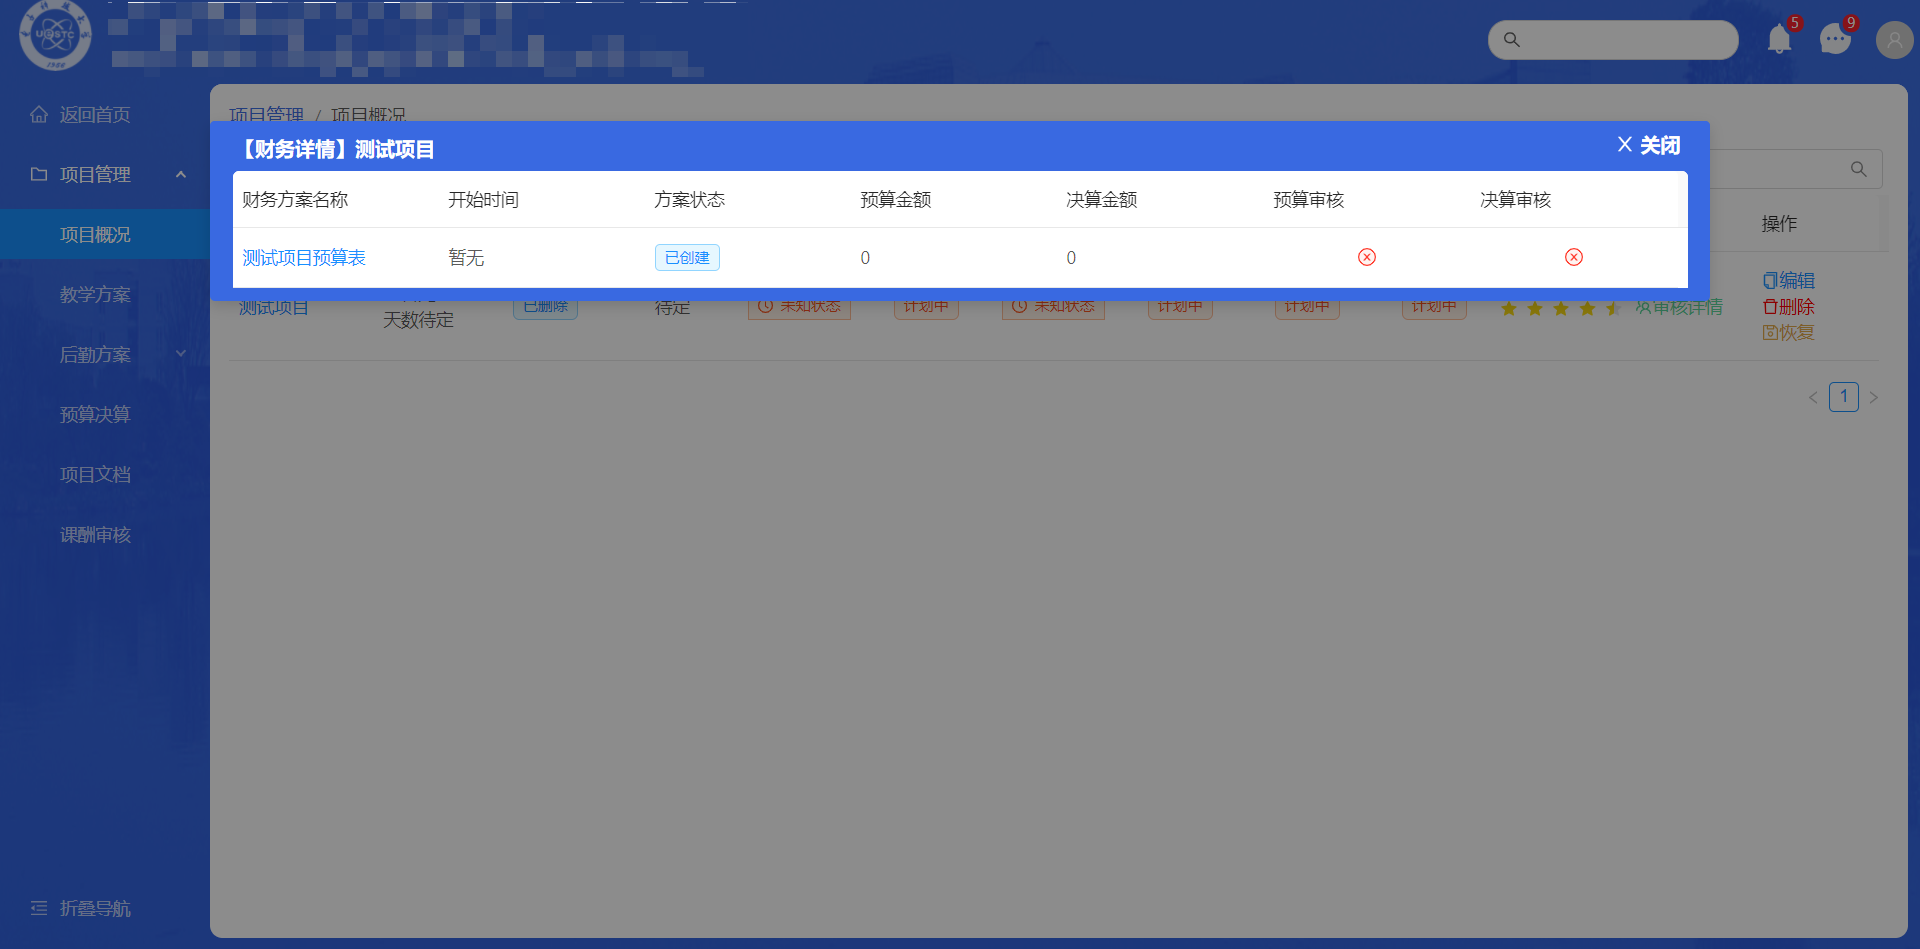 5
9
返回首页
项目管理 / 项目概况
【财务详情】测试项目
X 关闭
项目管理
财务方案名称 开始时间 方案状态 预算金额 决算金额 预算审核 决算审核
操作
项目概况
测试项目预算表 暂无 已创建 0 0
教学方案
测试项目 天数待定 已删除 待定 未知状态 计划中 未知状态 计划中 计划中 计划中 审核详情
编辑
删除
恢复
后勤方案
1
预算决算
项目文档
课酬审核
折叠导航